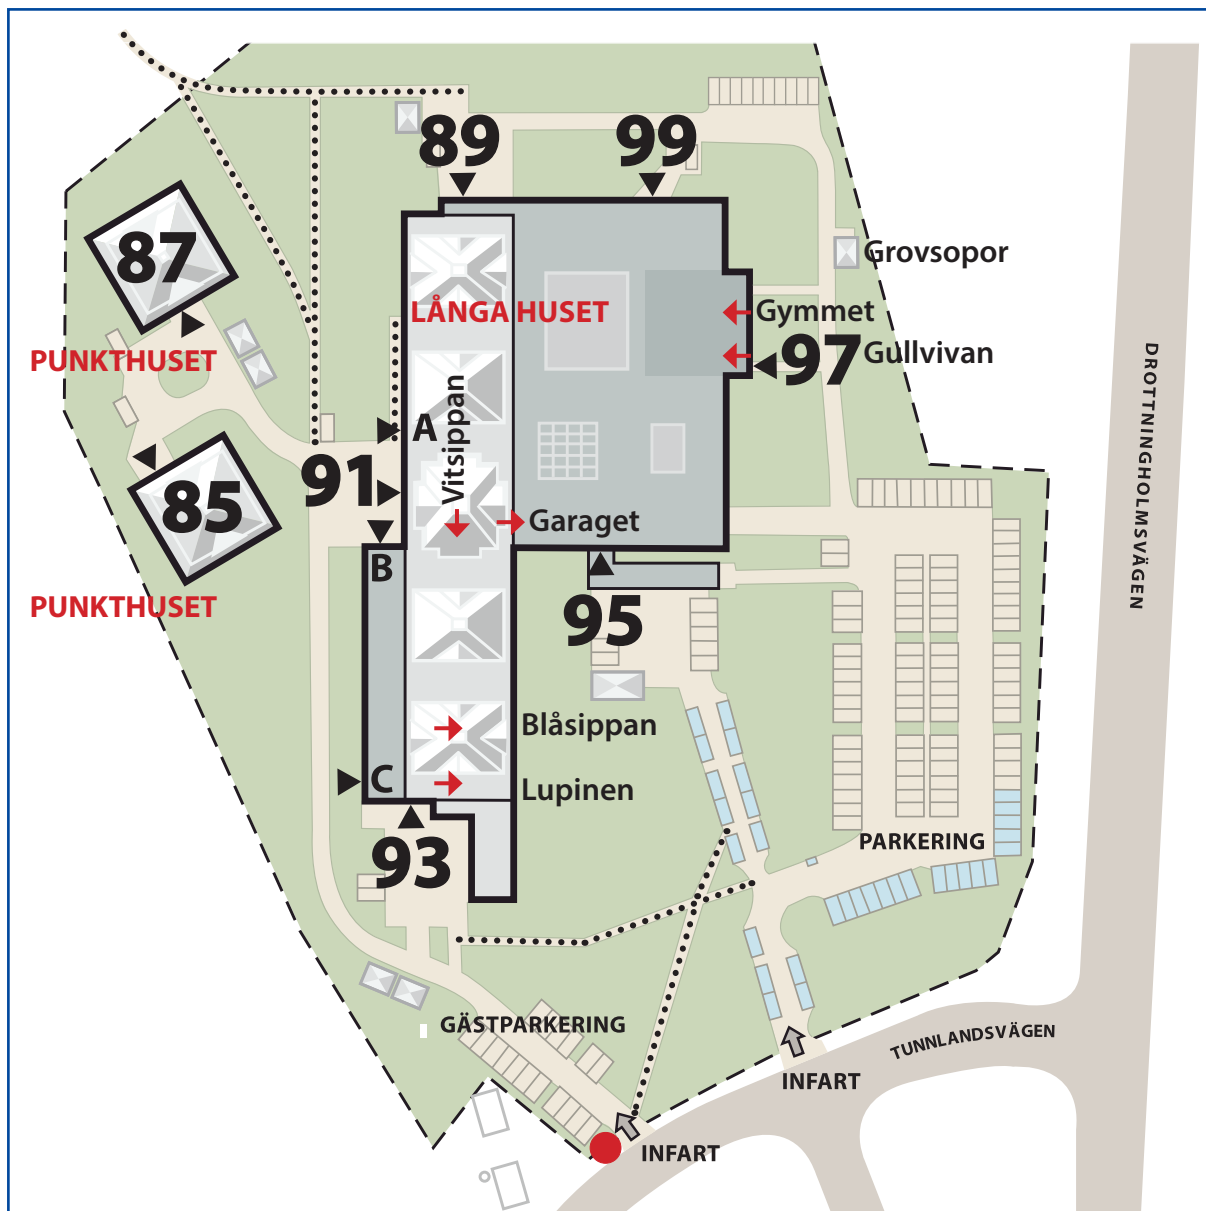 89
99
87
Grovsopor
LÅNGA HUSET
Gymmet
PUNKTHUSET
97
Gullvivan
DROTTNINGHOLMSVÄGEN
A
Vitsippan
91
85
Garaget
B
PUNKTHUSET
95
Blåsippan
C
Lupinen
93
PARKERING
GÄSTPARKERING
TUNNLANDSVÄGEN
INFART
INFART